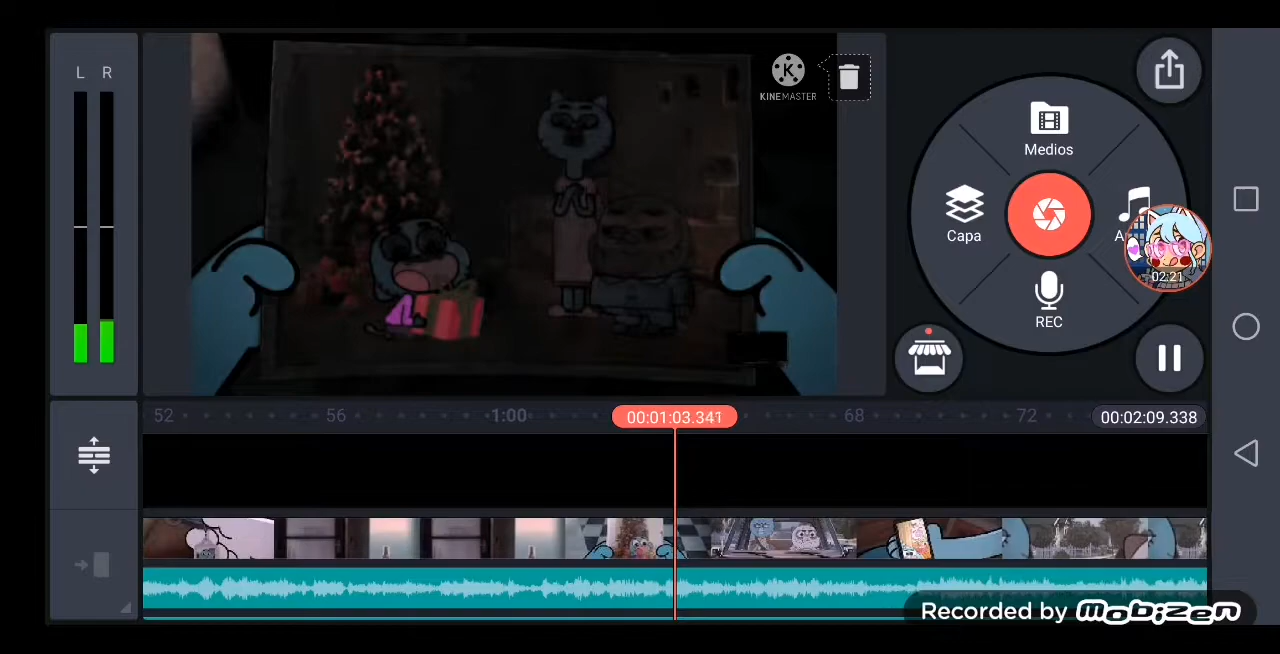 L R
KINEMASTER
Medios
Capa
A
02:21
REC
52 56 1:00 00:01:03.341 68 72 00:02:09.338
Recorded by mobizen